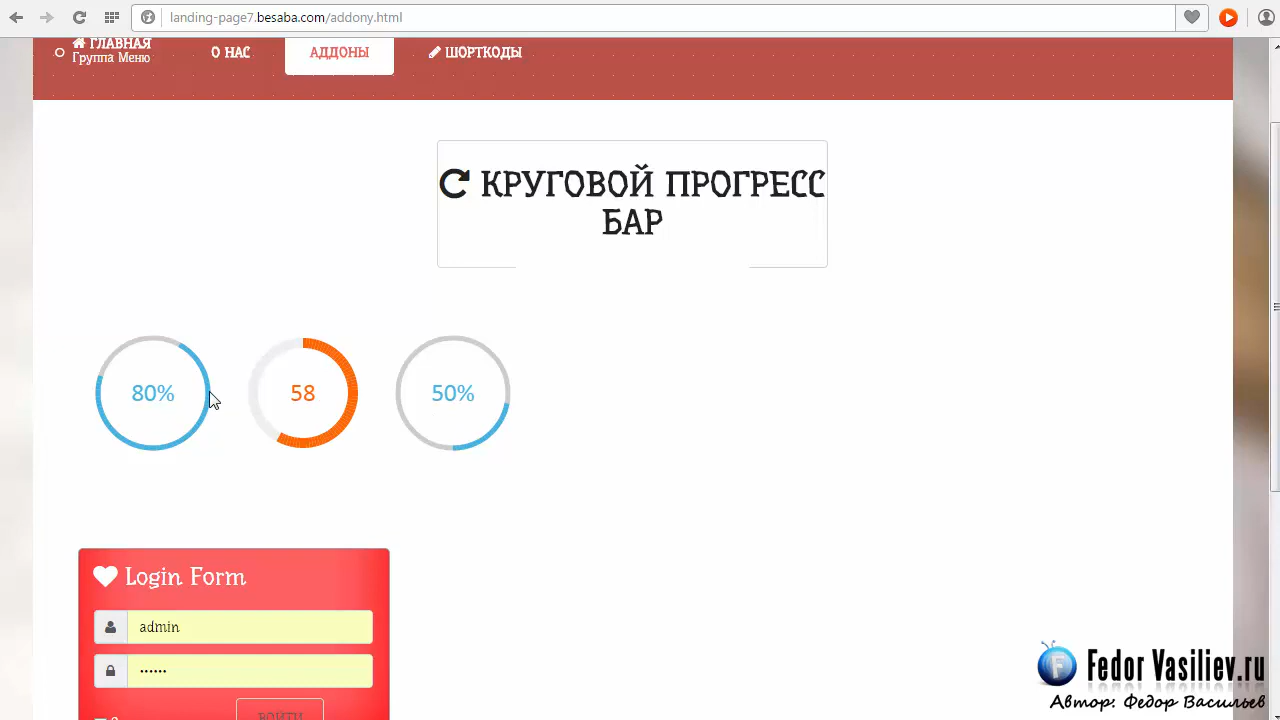 landing-page7.besaba.com/addony.html
ГЛАВНАЯ
Группа Меню
О НАС
АДДОНЫ
ШОРТКОДЫ
КРУГОВОЙ ПРОГРЕСС
БАР
80%
58
50%
Login Form
admin
••••••
ВОЙТИ
Fedor Vasiliev.ru
Автор: Федор Васильев